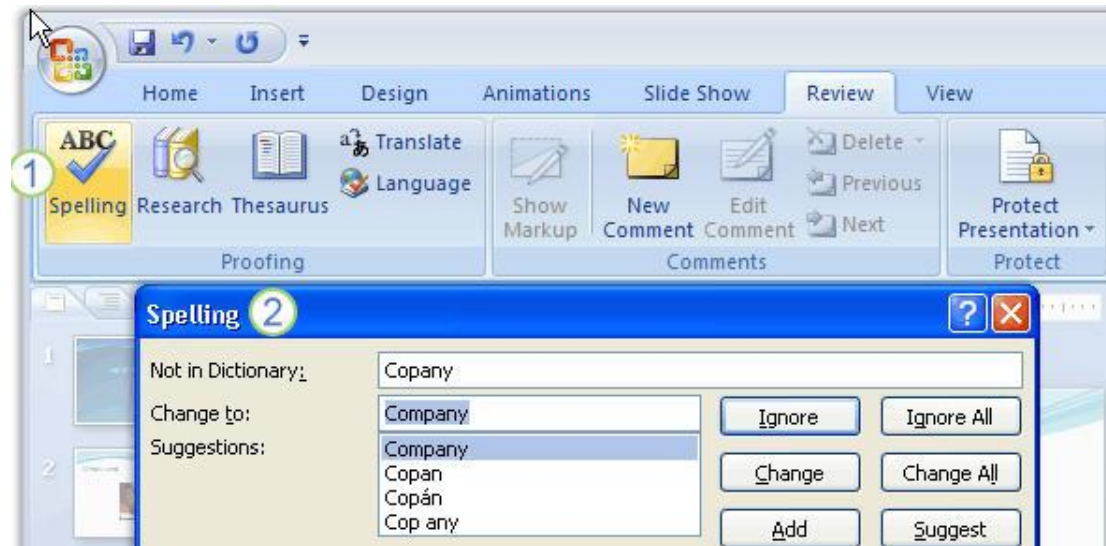 Home Insert Design Animations Slide Show Review View
ABC
1
Spelling
Research
Thesaurus
Translate
Language
Proofing
Show
Markup
New
Comment
Edit
Comment
Delete
Previous
Next
Comments
Protect
Presentation
Protect
Spelling 2
Not in Dictionary: Copany
Change to: Company
Suggestions: Company
Copan
Copán
Cop any
Ignore Ignore All
Change Change All
Add Suggest
1
2